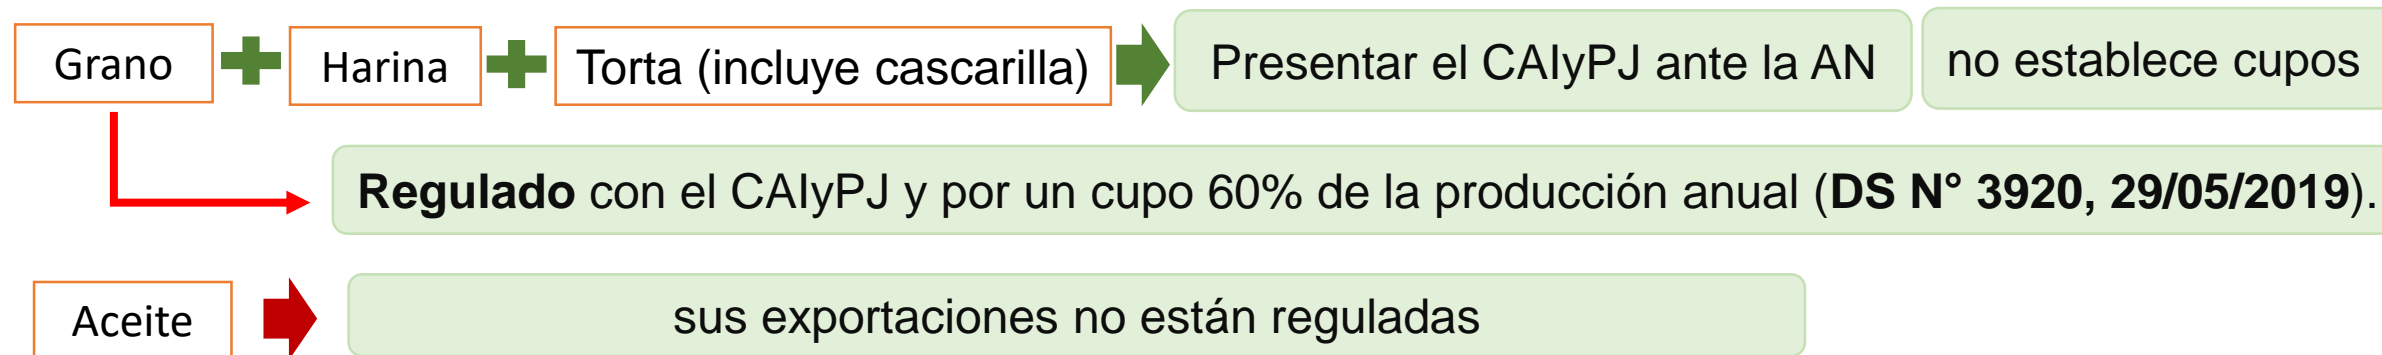 Grano Harina Torta (incluye cascarilla) Presentar el CAIyPJ ante la AN no establece cupos
Regulado con el CAIyPJ y por un cupo 60% de la producción anual (DS N° 3920, 29/05/2019).
Aceite sus exportaciones no están reguladas